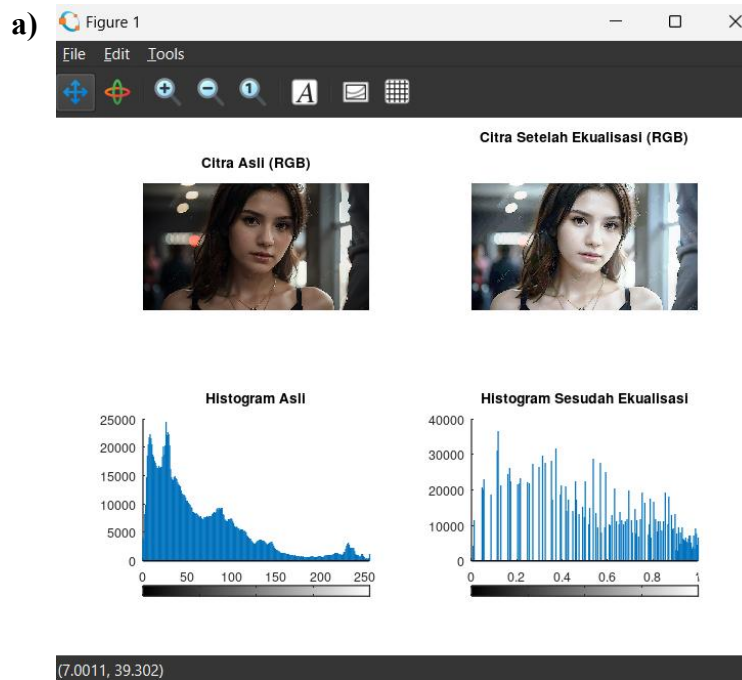 a)
Figure 1
File Edit Tools
A
Citra Asli (RGB)
Citra Setelah Ekualisasi (RGB)
Histogram Asli
25000
20000
15000
10000
5000
0
0 50 100 150 200 250
Histogram Sesudah Ekualisasi
40000
30000
20000
10000
0
0 0.2 0.4 0.6 0.8 1
(7.0011, 39.302)